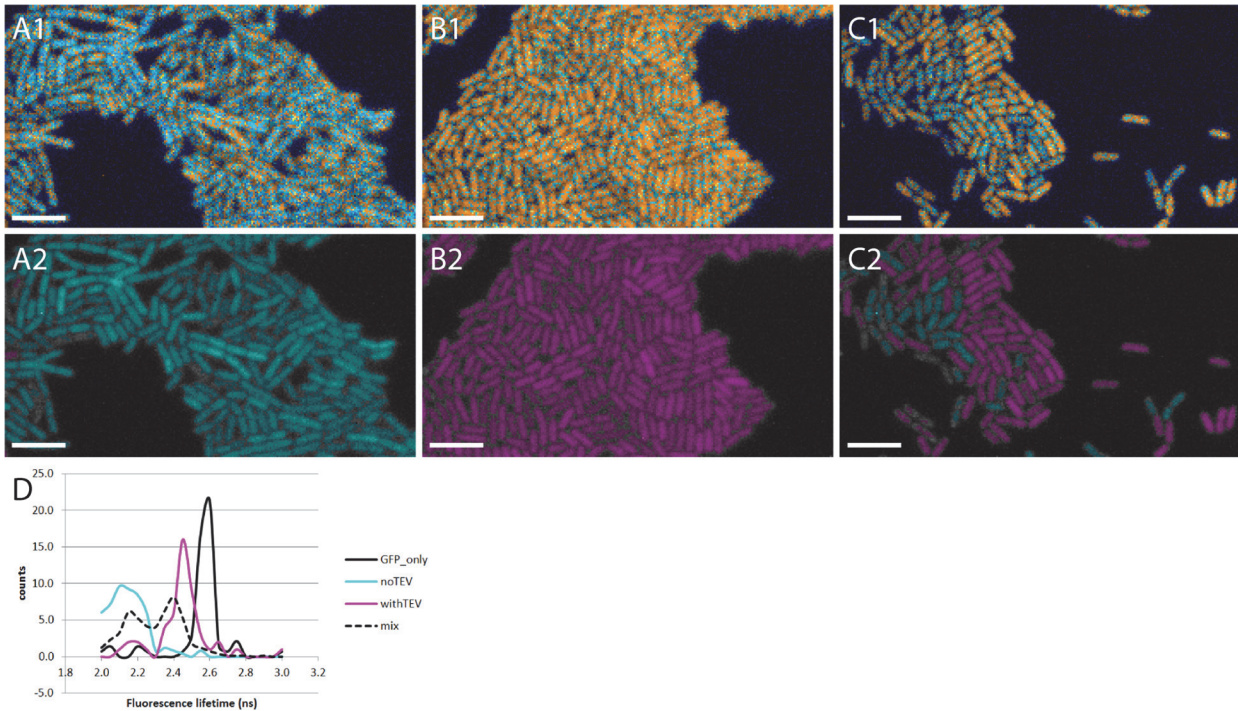 A1
B1
C1
A2
B2
C2
D
25.0
20.0
15.0
10.0
5.0
0.0
-5.0
counts
1.8
2.0
2.2
2.4
2.6
2.8
3.0
3.2
Fluorescence lifetime (ns)
GFP_only
noTEV
withTEV
mix